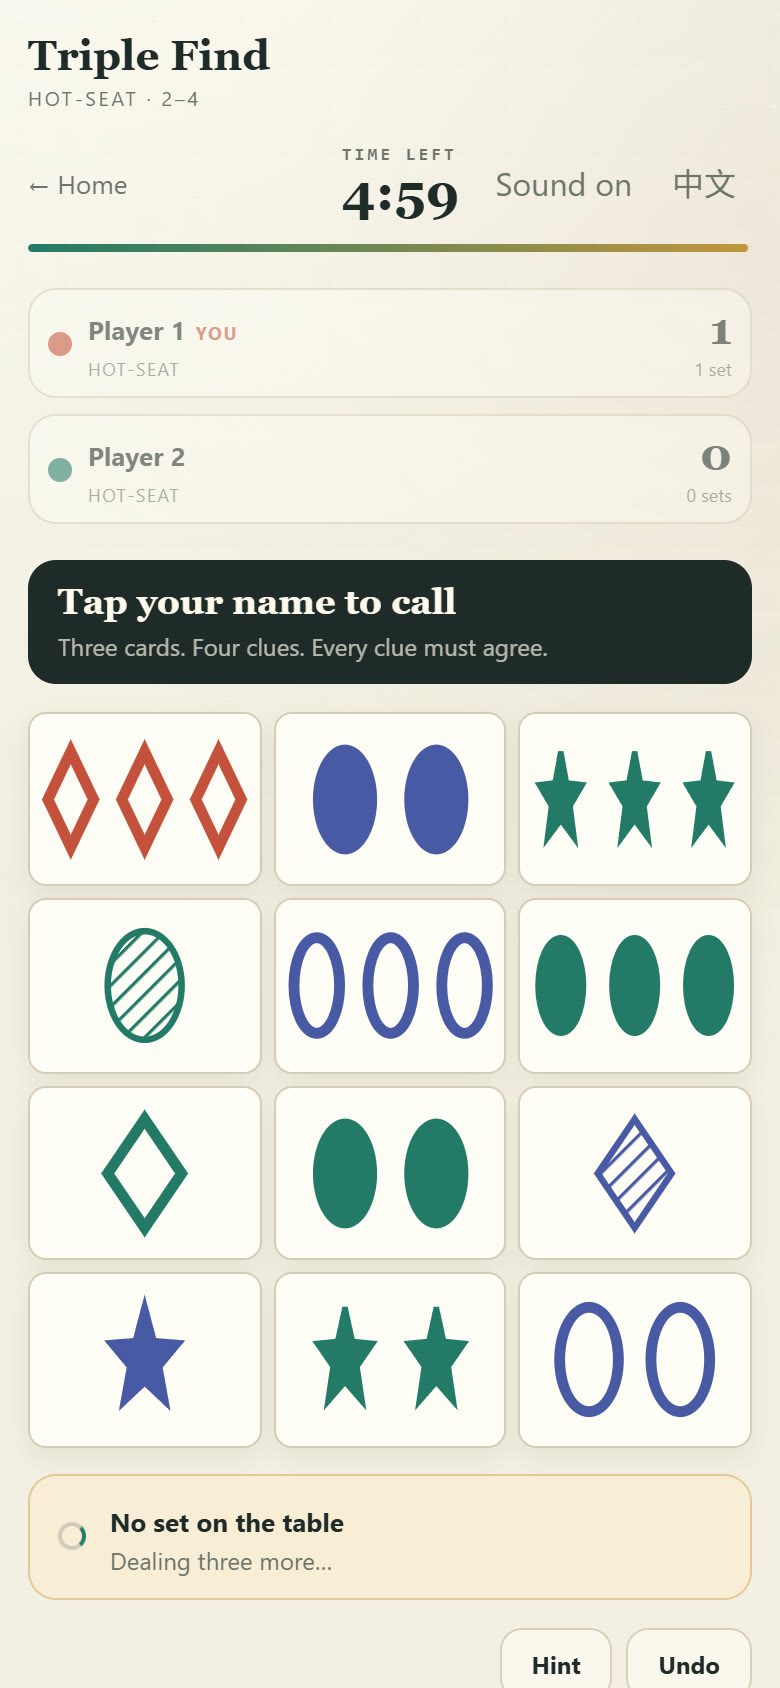 Triple Find
HOT-SEAT · 2–4
TIME LEFT
← Home
4:59
Sound on
中文
Player 1 YOU
1
HOT-SEAT
1 set
Player 2
0
HOT-SEAT
0 sets
Tap your name to call
Three cards. Four clues. Every clue must agree.
No set on the table
Dealing three more…
Hint
Undo